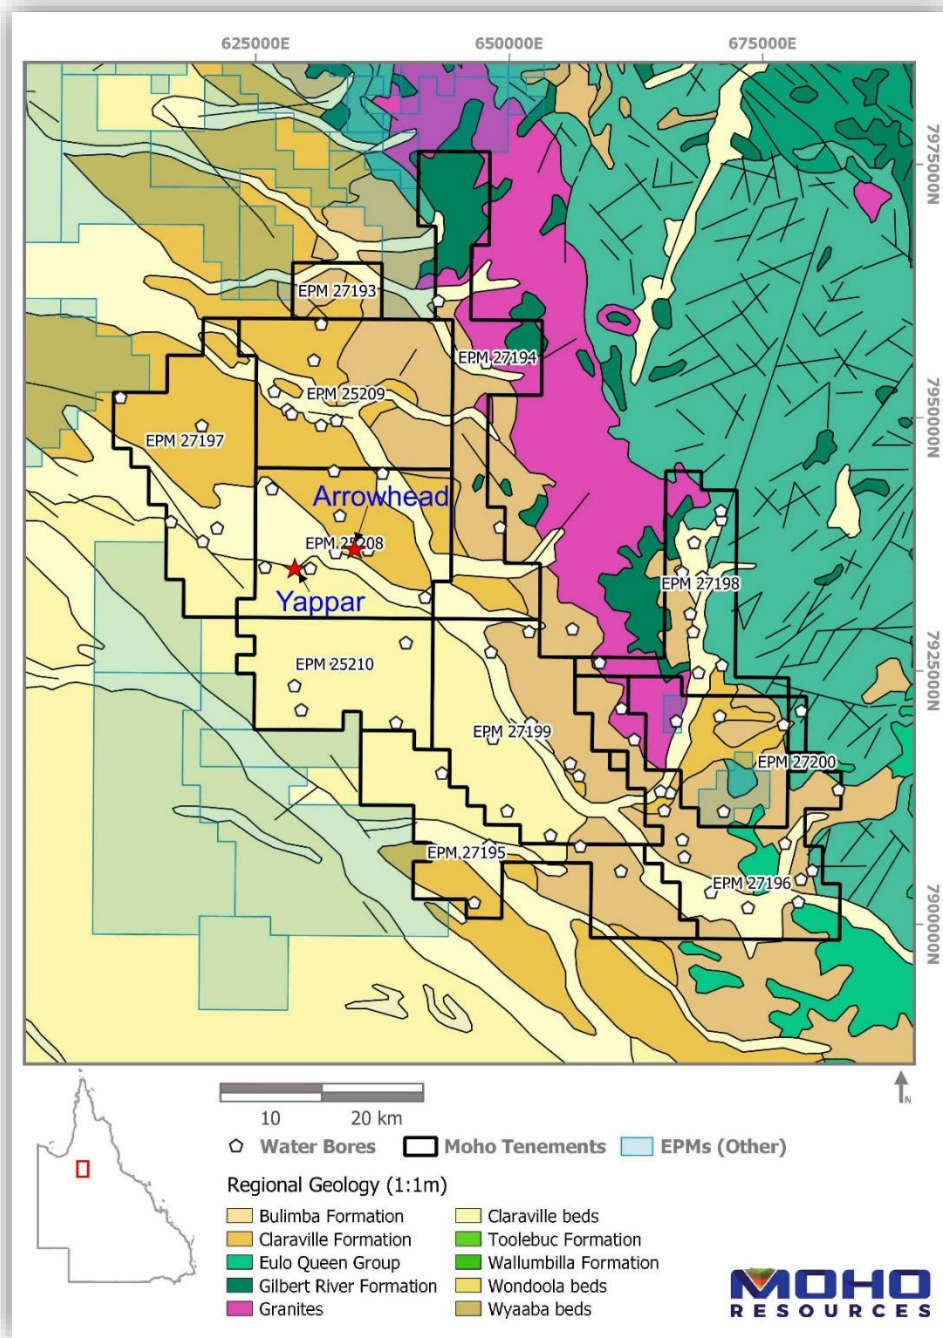 625000E 650000E 675000E
7975000N
EPM 27193
EPM 27194
EPM 25209
7950000N
EPM 27197
Arrowhead
EPM 25208
EPM 27198
Yappar
7925000N
EPM 25210
EPM 27199
EPM 27200
EPM 27195
EPM 27196
7900000N
10 20 km
N
Water Bores Moho Tenements EPMs (Other)
Regional Geology (1:1m)
Bulimba Formation Claraville beds
Claraville Formation Toolebuc Formation
Eulo Queen Group Wallumbilla Formation
Gilbert River Formation Wondoola beds
Granites Wyaaba beds
MOHO
RESOURCES